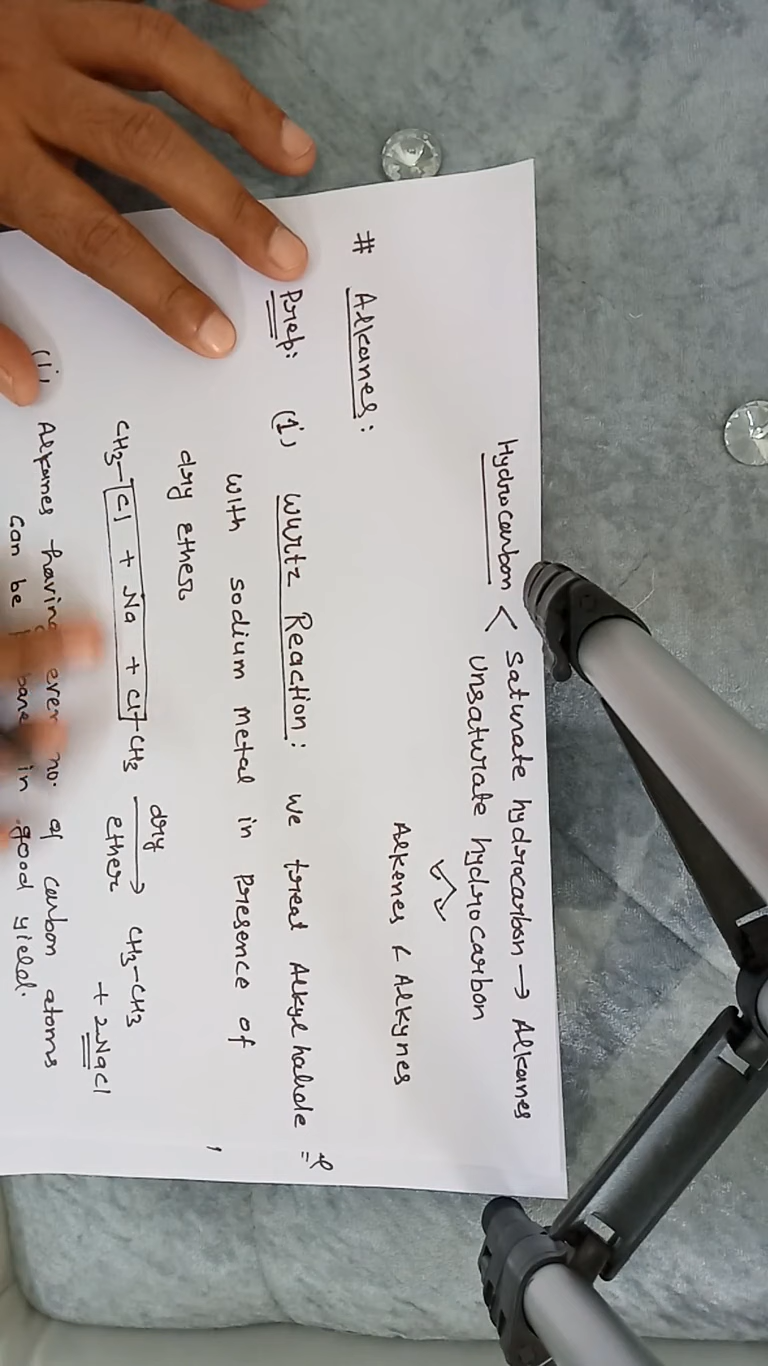 Hydrocarbon < Saturate hydrocarbon → Alkanes
Unsaturate hydrocarbon
Alkenes < Alkynes
# Alkanes:
Prep: (1) Wurtz Reaction: We treat Alkyl halide
with sodium metal in presence of
dry ether
CH3-Cl + Na + Cl-CH3 dry ether → CH3-CH3
+ 2NaCl
(i) Alkanes having even no. of carbon atoms
can be in good yield.